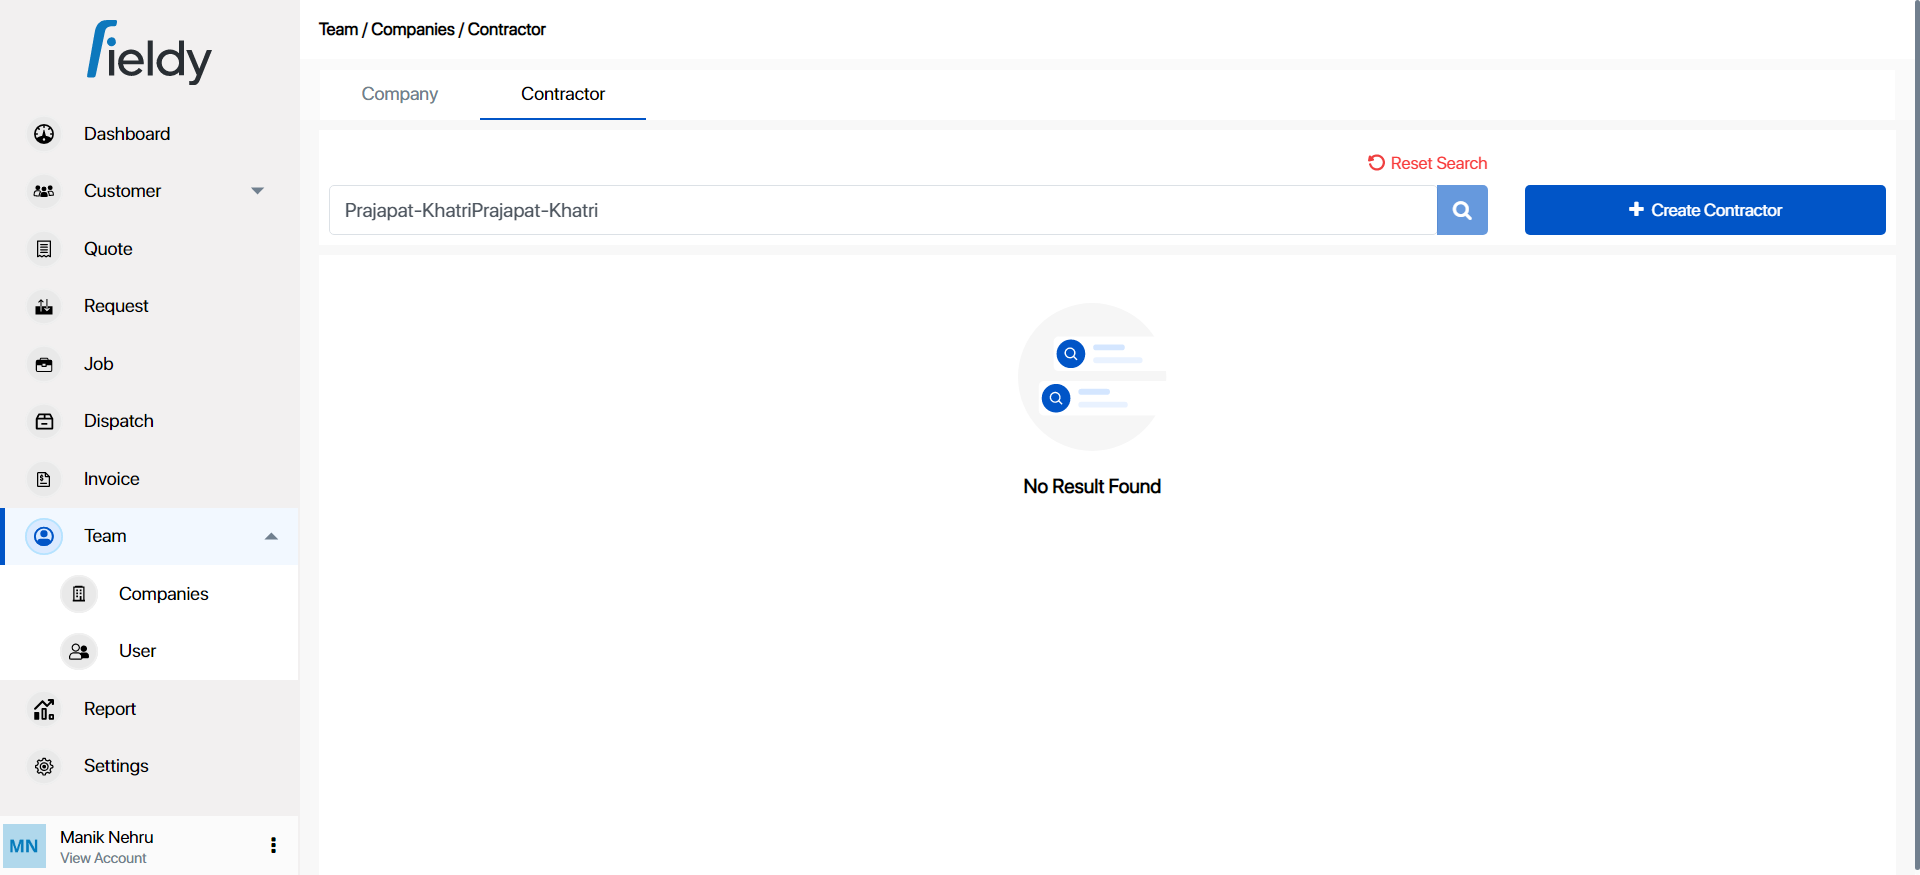 fieldy
Dashboard
Customer
Quote
Request
Job
Dispatch
Invoice
Team
Companies
User
Report
Settings
MN
Manik Nehru
View Account
Team / Companies / Contractor
Company
Contractor
Reset Search
Prajapat-KhatriPrajapat-Khatri
Create Contractor
No Result Found